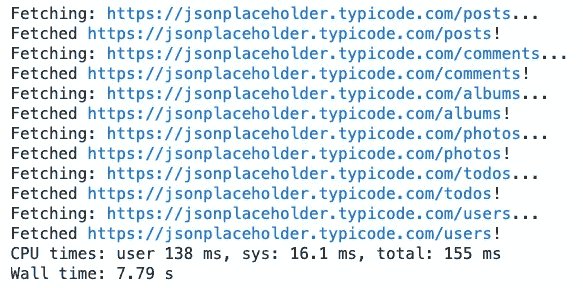 Fetching: https://jsonplaceholder.typicode.com/posts...
Fetched https://jsonplaceholder.typicode.com/posts!
Fetching: https://jsonplaceholder.typicode.com/comments...
Fetched https://jsonplaceholder.typicode.com/comments!
Fetching: https://jsonplaceholder.typicode.com/albums...
Fetched https://jsonplaceholder.typicode.com/albums!
Fetching: https://jsonplaceholder.typicode.com/photos...
Fetched https://jsonplaceholder.typicode.com/photos!
Fetching: https://jsonplaceholder.typicode.com/todos...
Fetched https://jsonplaceholder.typicode.com/todos!
Fetching: https://jsonplaceholder.typicode.com/users...
Fetched https://jsonplaceholder.typicode.com/users!
CPU times: user 138 ms, sys: 16.1 ms, total: 155 ms
Wall time: 7.79 s